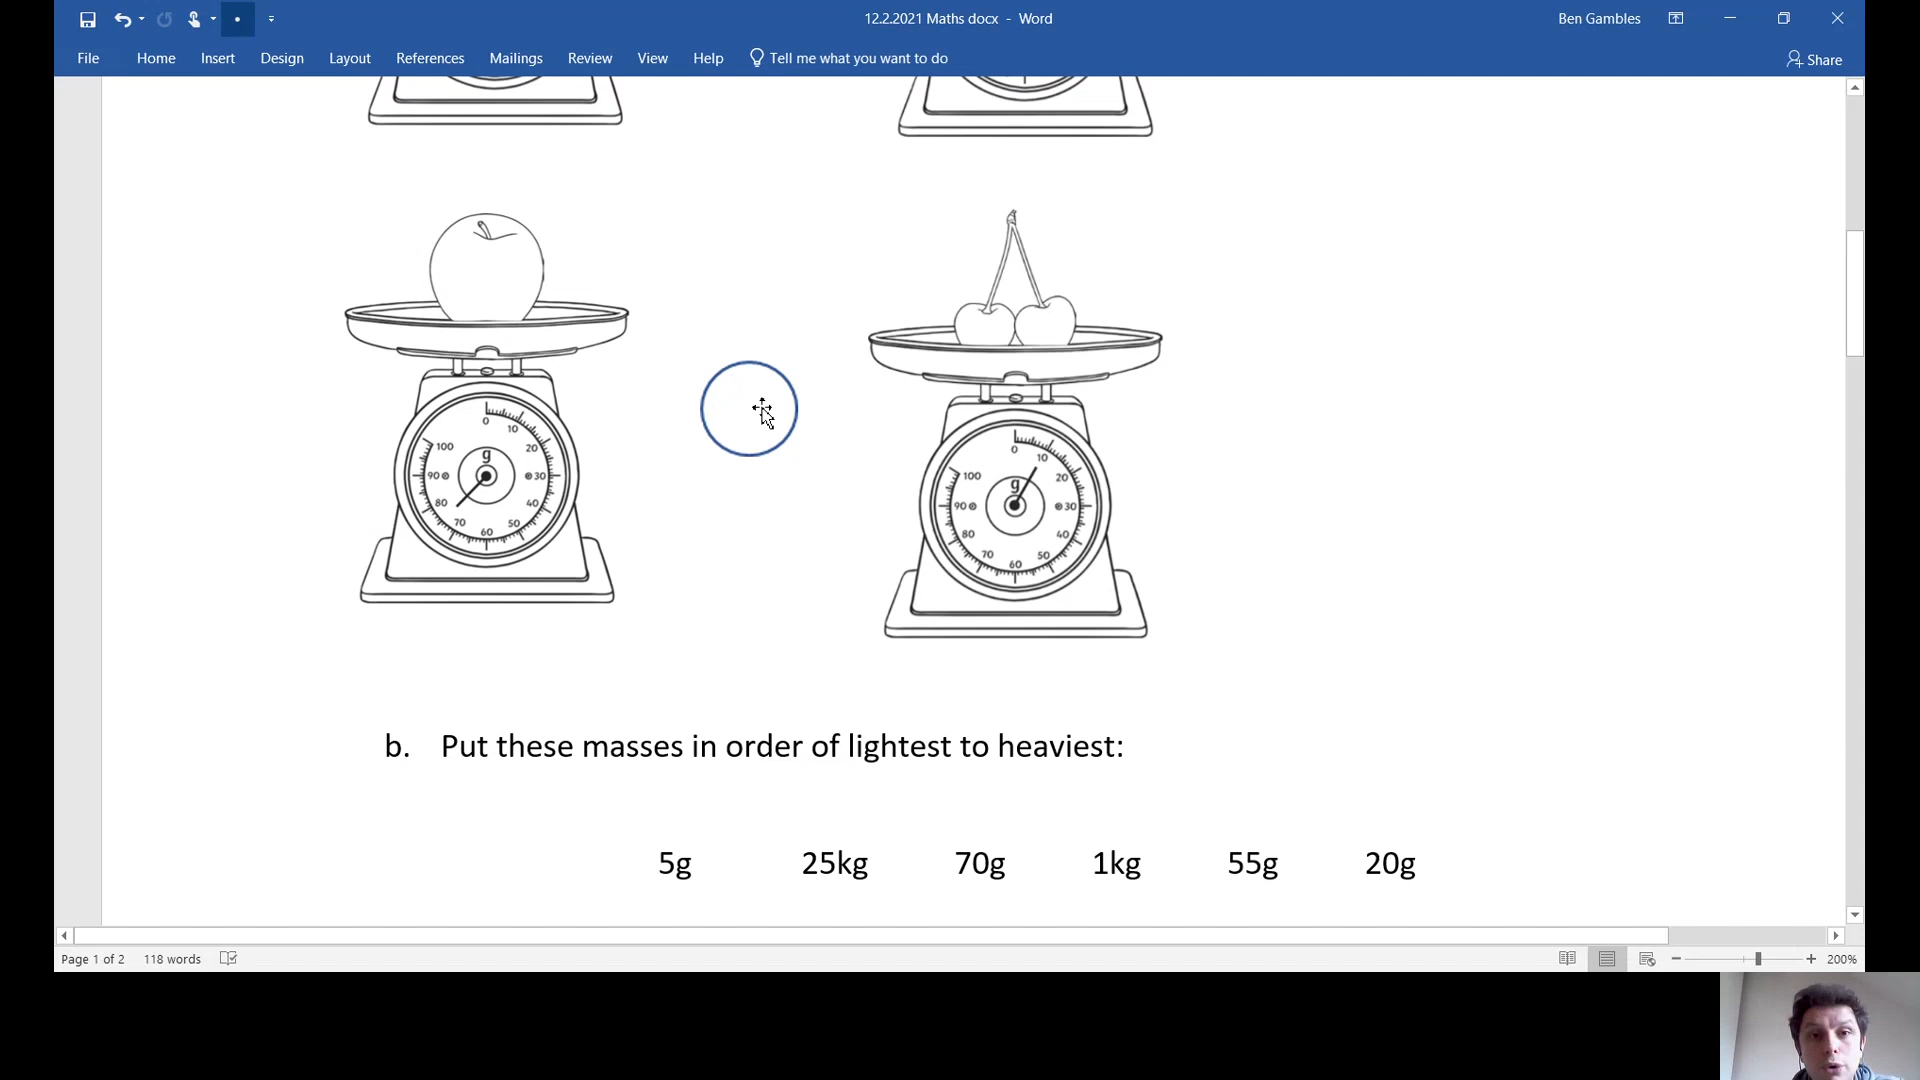 12.2.2021 Maths docx - Word
Ben Gambles
File Home Insert Design Layout References Mailings Review View Help Tell me what you want to do
Share
0 10 20 30 40 50 60 70 80 90 100
g
0 10 20 30 40 50 60 70 80 90 100
g
b. Put these masses in order of lightest to heaviest:
5g 25kg 70g 1kg 55g 20g
Page 1 of 2 118 words
200%